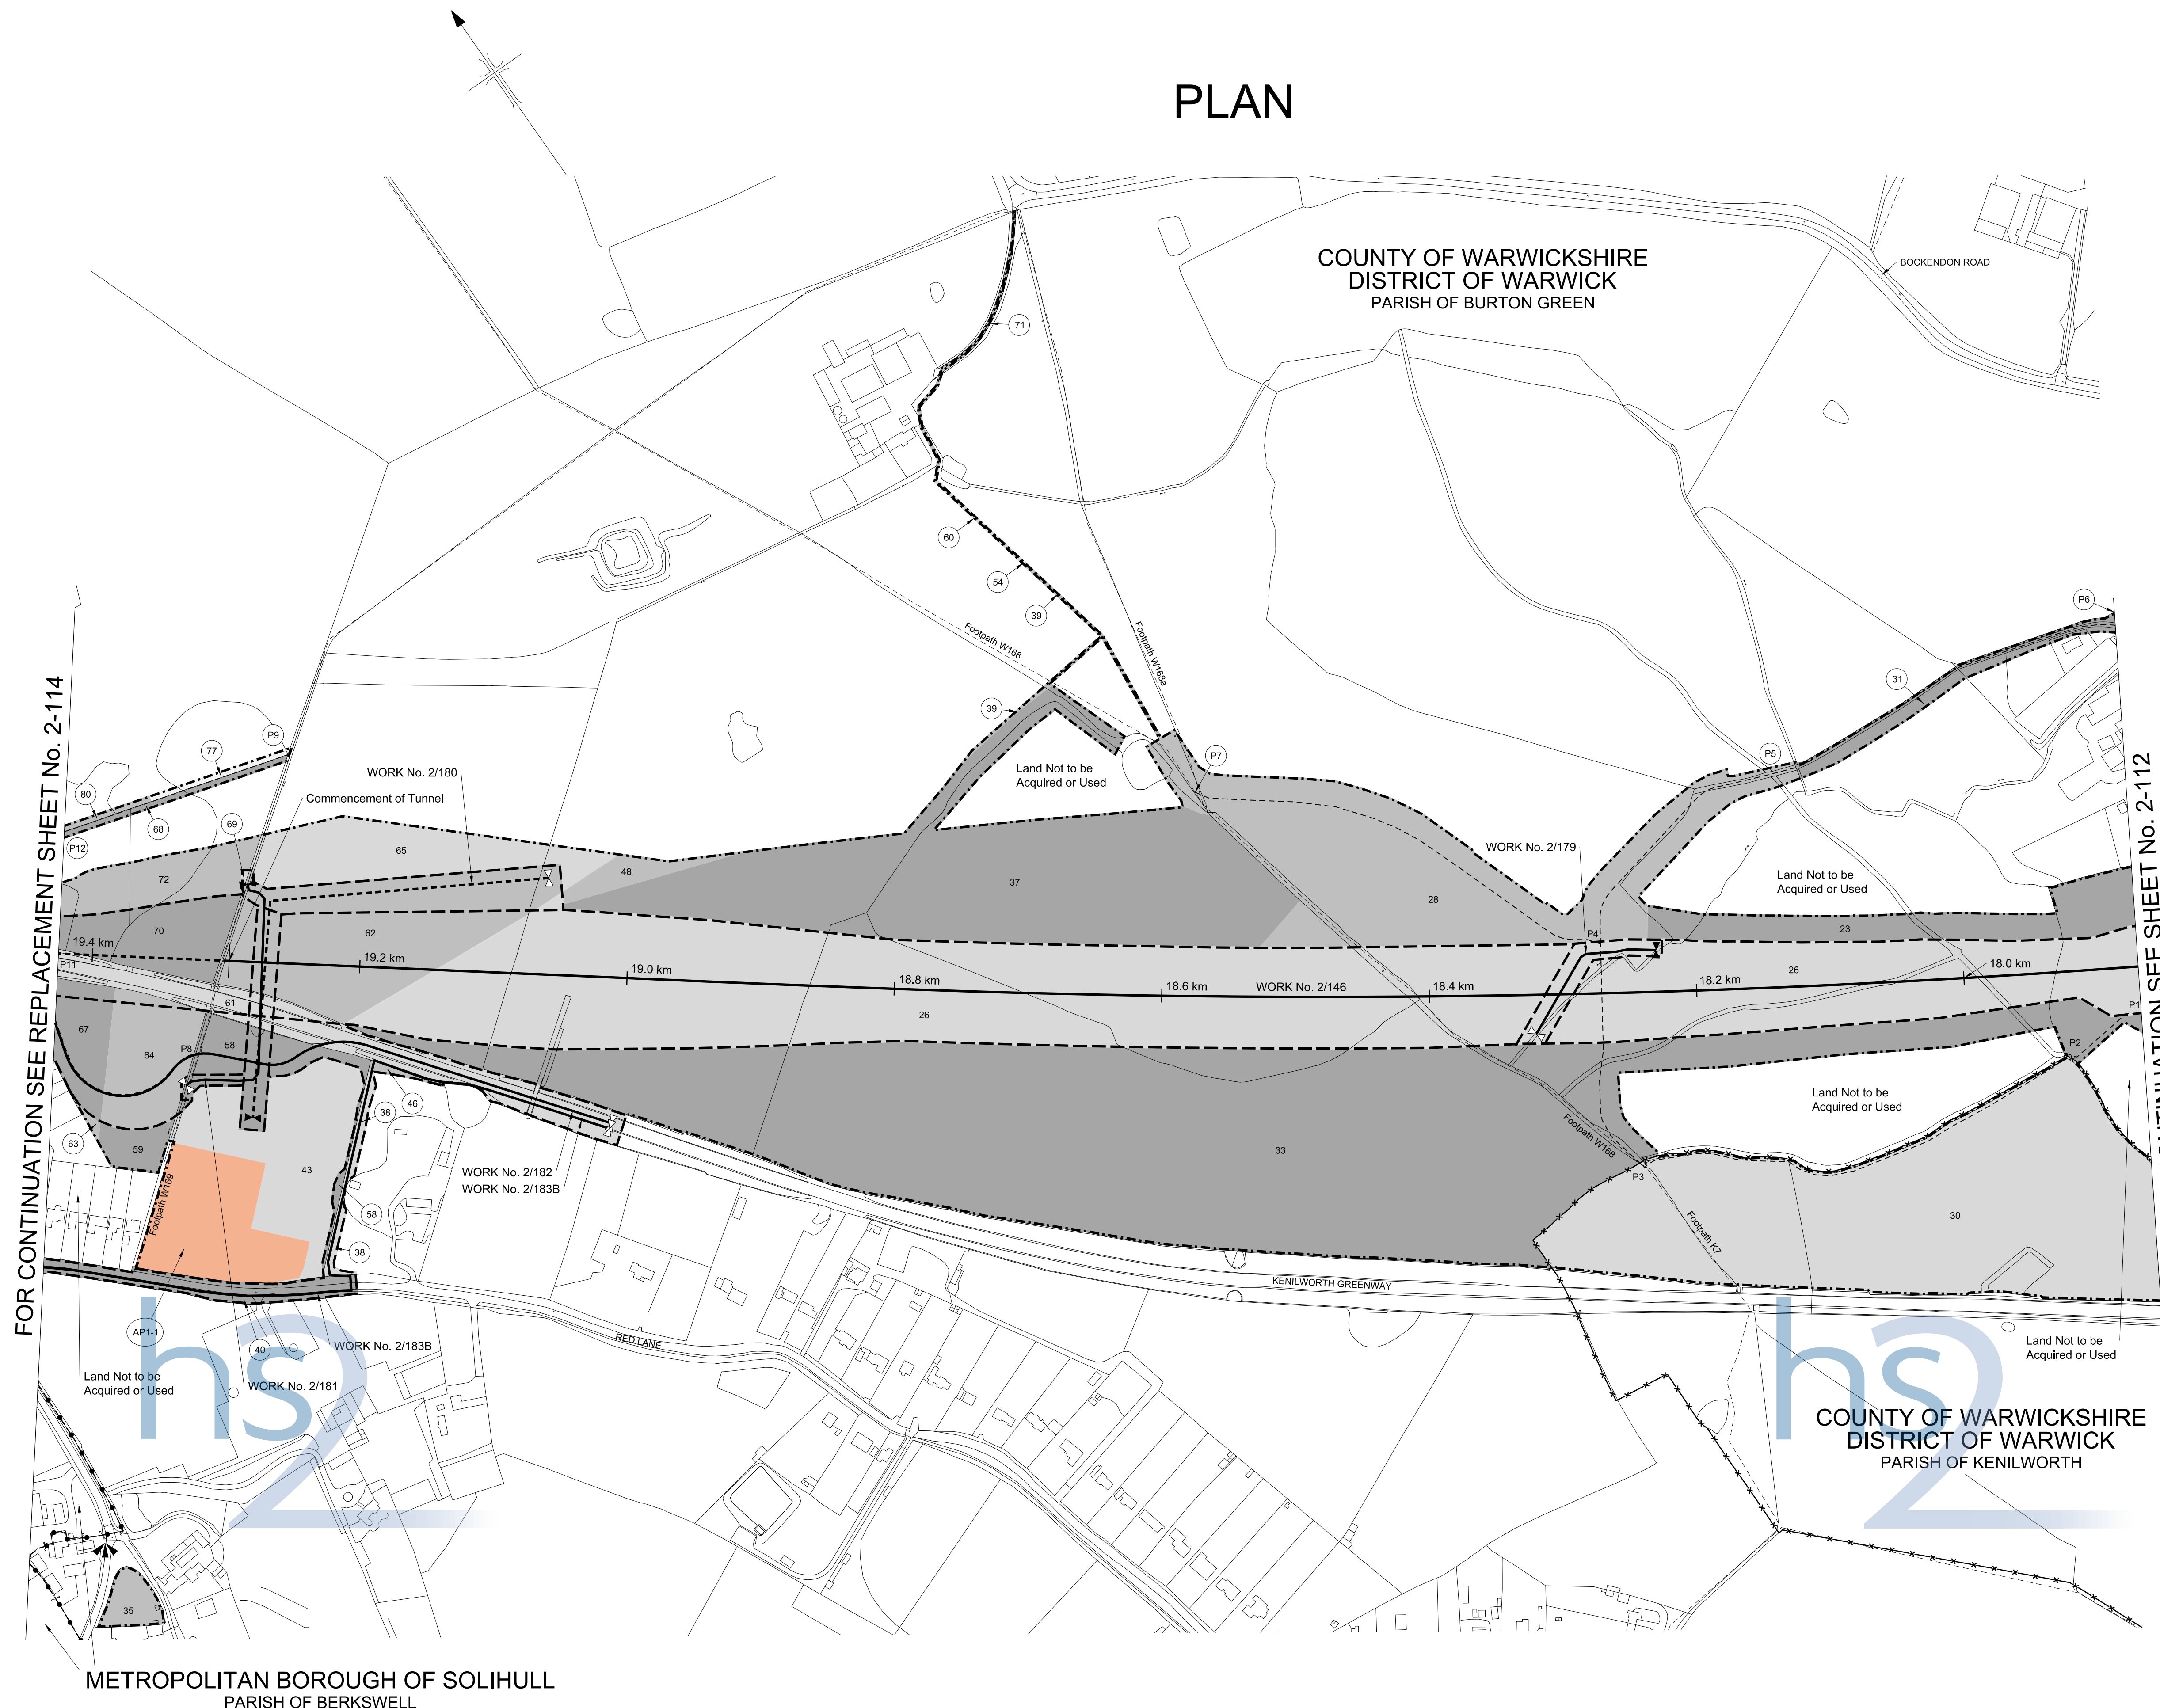 PLAN
COUNTY OF WARWICKSHIRE
DISTRICT OF WARWICK
PARISH OF BURTON GREEN
BOCKENDON ROAD
71
60
54
39
Footpath W168
Footpath W168a
P6
31
39
P7
P5
Land Not to be
Acquired or Used
FOR CONTINUATION SEE REPLACEMENT SHEET No. 2-114
CONTINUATION SEE SHEET No. 2-112
P9
77
80
68
P12
69
WORK No. 2/180
Commencement of Tunnel
65
72
48
37
28
WORK No. 2/179
Land Not to be
Acquired or Used
23
70
62
P4
19.4 km
P11
19.2 km
19.0 km
18.8 km
18.6 km
WORK No. 2/146
18.4 km
18.2 km
26
18.0 km
61
26
P1
67
64
P8
58
P2
46
38
63
59
43
WORK No. 2/182
WORK No. 2/183B
33
Land Not to be
Acquired or Used
Footpath W168
P3
Footpath W169
58
38
30
Footpath K7
KENILWORTH GREENWAY
AP1-1
40
WORK No. 2/183B
RED LANE
Land Not to be
Acquired or Used
WORK No. 2/181
Land Not to be
Acquired or Used
hs2
hs2
COUNTY OF WARWICKSHIRE
DISTRICT OF WARWICK
PARISH OF KENILWORTH
35
METROPOLITAN BOROUGH OF SOLIHULL
PARISH OF BERKSWELL